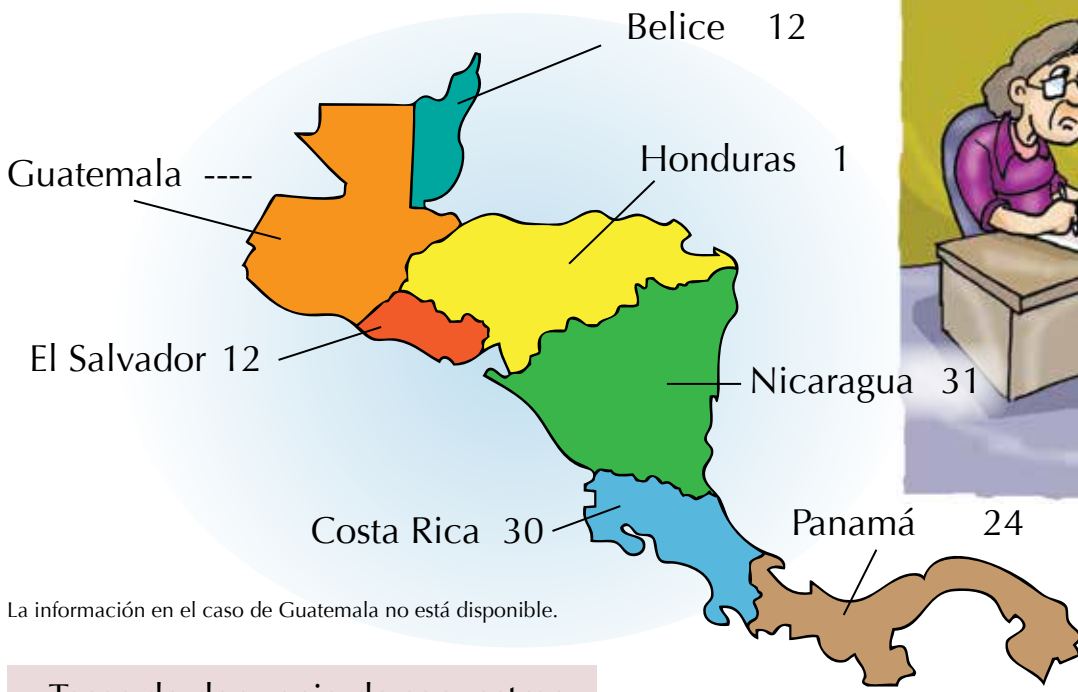 Belice 12
Honduras 1
Guatemala ----
El Salvador 12
Nicaragua 31
Costa Rica 30
Panamá 24
La información en el caso de Guatemala no está disponible.